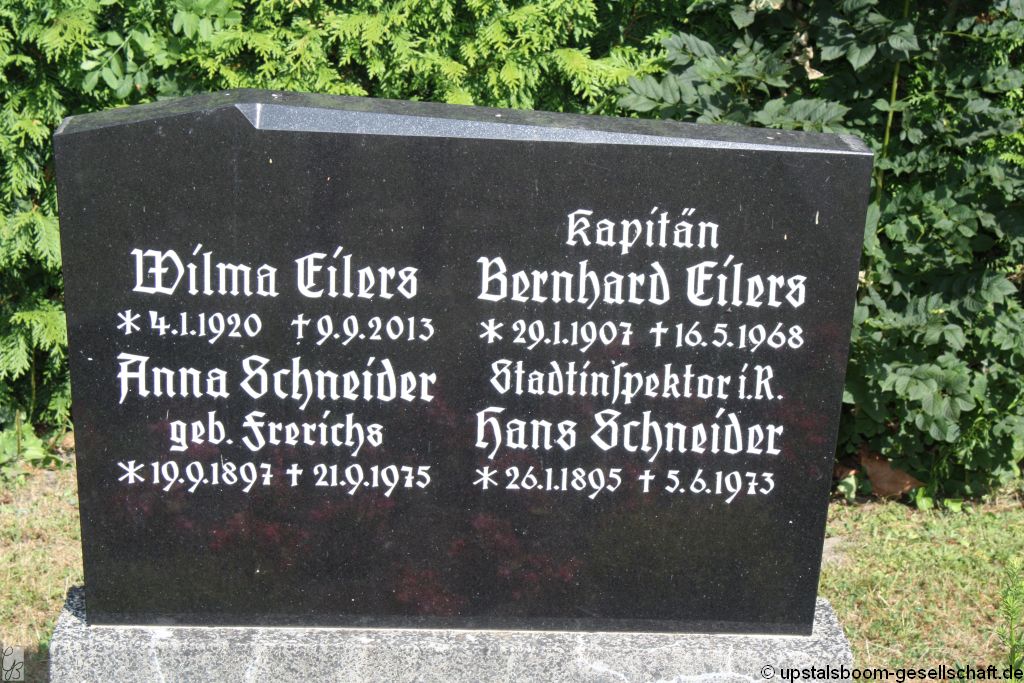 Wilma Eilers
* 4.1.1920 † 9.9.2013
Anna Schneider
geb. Frerichs
* 19.9.1897 † 21.9.1975
Kapitän
Bernhard Eilers
* 29.1.1907 † 16.5.1968
Stadtinſpektor i.R.
Hans Schneider
* 26.1.1895 † 5.6.1973
© upstalsboom-gesellschaft.de